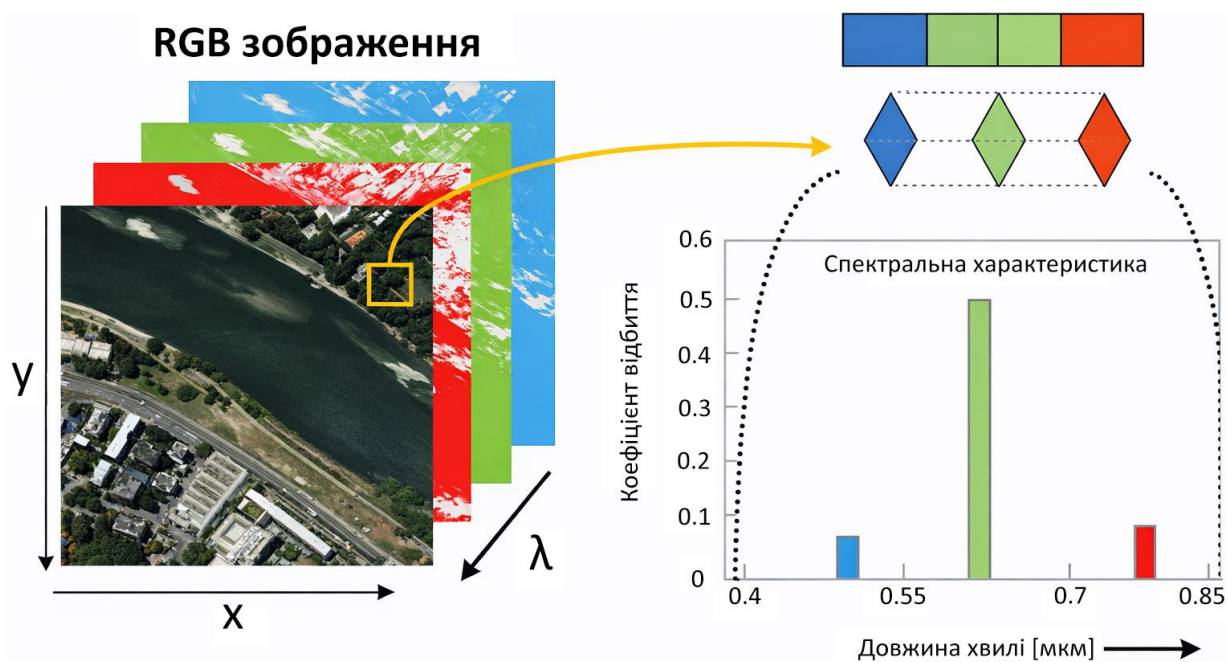 RGB зображення
y
x
λ
Спектральна характеристика
Коефіцієнт відбиття
0.6
0.5
0.4
0.3
0.2
0.1
0
0.4
0.55
0.7
0.85
Довжина хвилі [мкм]